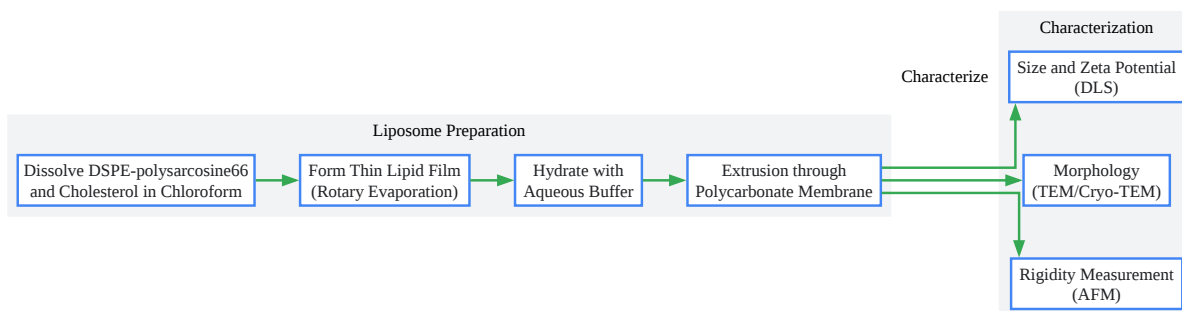 Liposome Preparation
Dissolve DSPE-polysarcosine66
and Cholesterol in Chloroform
Form Thin Lipid Film
(Rotary Evaporation)
Hydrate with
Aqueous Buffer
Extrusion through
Polycarbonate Membrane
Characterize
Characterization
Size and Zeta Potential
(DLS)
Morphology
(TEM/Cryo-TEM)
Rigidity Measurement
(AFM)